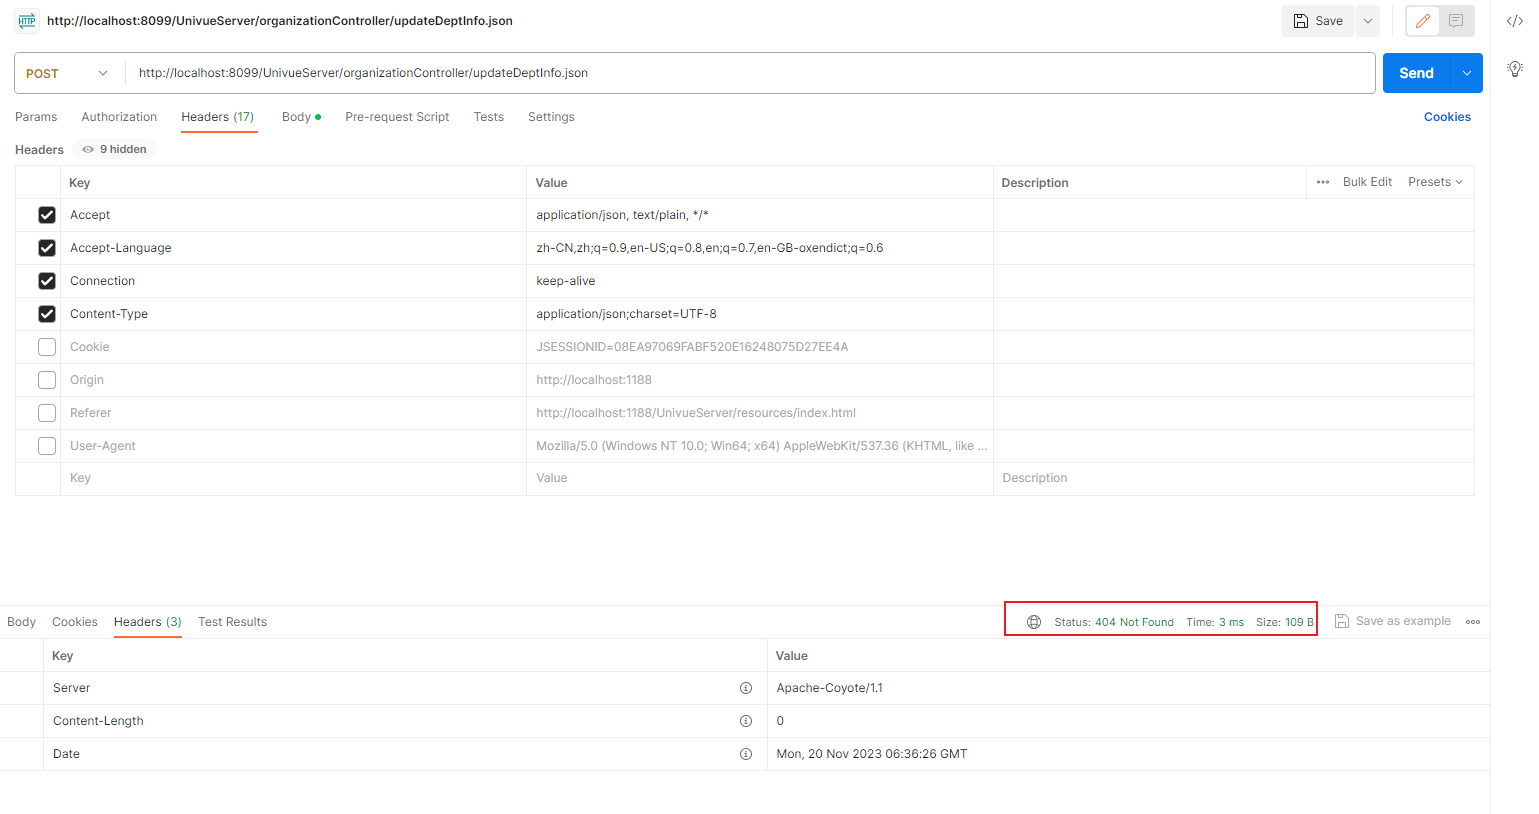 HTTP http://localhost:8099/UnivueServer/organizationController/updateDeptInfo.json Save
POST http://localhost:8099/UnivueServer/organizationController/updateDeptInfo.json Send
Params Authorization Headers (17) Body Pre-request Script Tests Settings Cookies
Headers 9 hidden
Key Value Description Bulk Edit Presets
Accept application/json, text/plain, */*
Accept-Language zh-CN,zh;q=0.9,en-US;q=0.8,en;q=0.7,en-GB-oxendict;q=0.6
Connection keep-alive
Content-Type application/json;charset=UTF-8
Cookie JSESSIONID=08EA97069FABF520E16248075D27EE4A
Origin http://localhost:1188
Referer http://localhost:1188/UnivueServer/resources/index.html
User-Agent Mozilla/5.0 (Windows NT 10.0; Win64; x64) AppleWebKit/537.36 (KHTML, like ...
Key Value Description
Body Cookies Headers (3) Test Results Status: 404 Not Found Time: 3 ms Size: 109 B Save as example
Key Value
Server Apache-Coyote/1.1
Content-Length 0
Date Mon, 20 Nov 2023 06:36:26 GMT